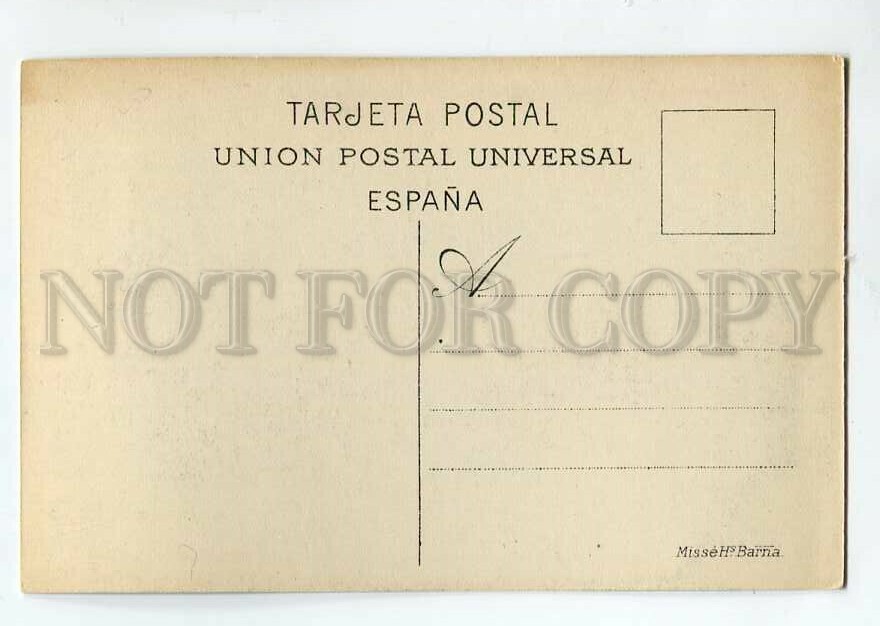 TARJETA POSTAL
UNION POSTAL UNIVERSAL
ESPAÑA
A
NOT FOR COPY
Missé Hs. Barna.